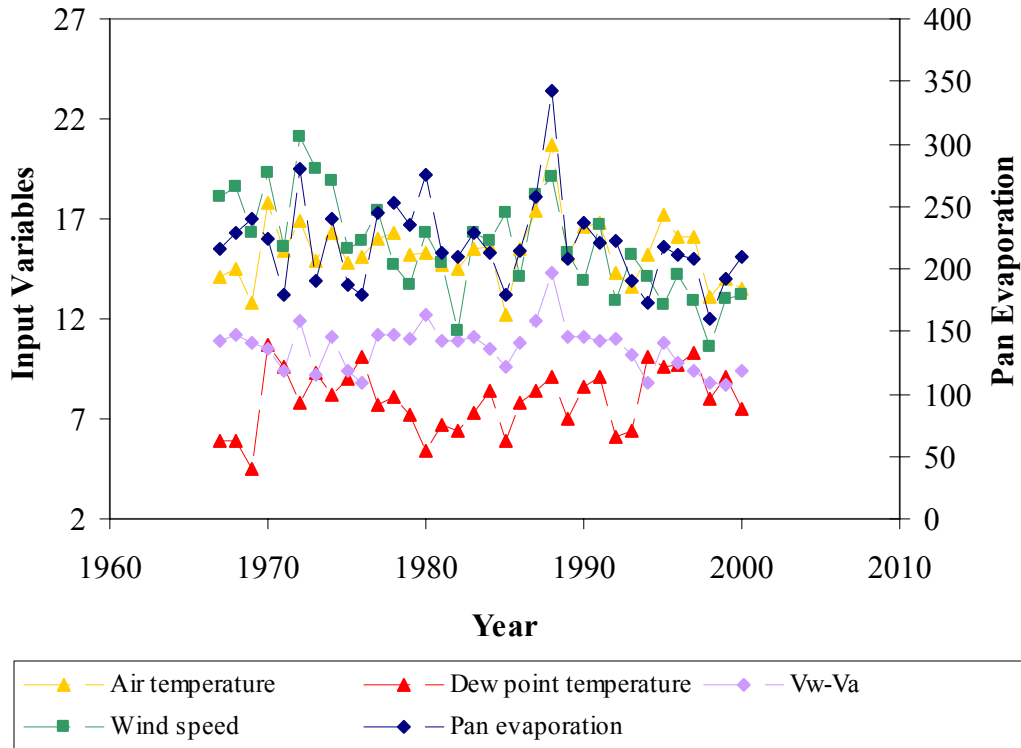 27
22
17
12
7
2
Input Variables
400
350
300
250
200
150
100
50
0
Pan Evaporation
1960 1970 1980 1990 2000 2010
Year
Air temperature Dew point temperature Vw-Va
Wind speed Pan evaporation